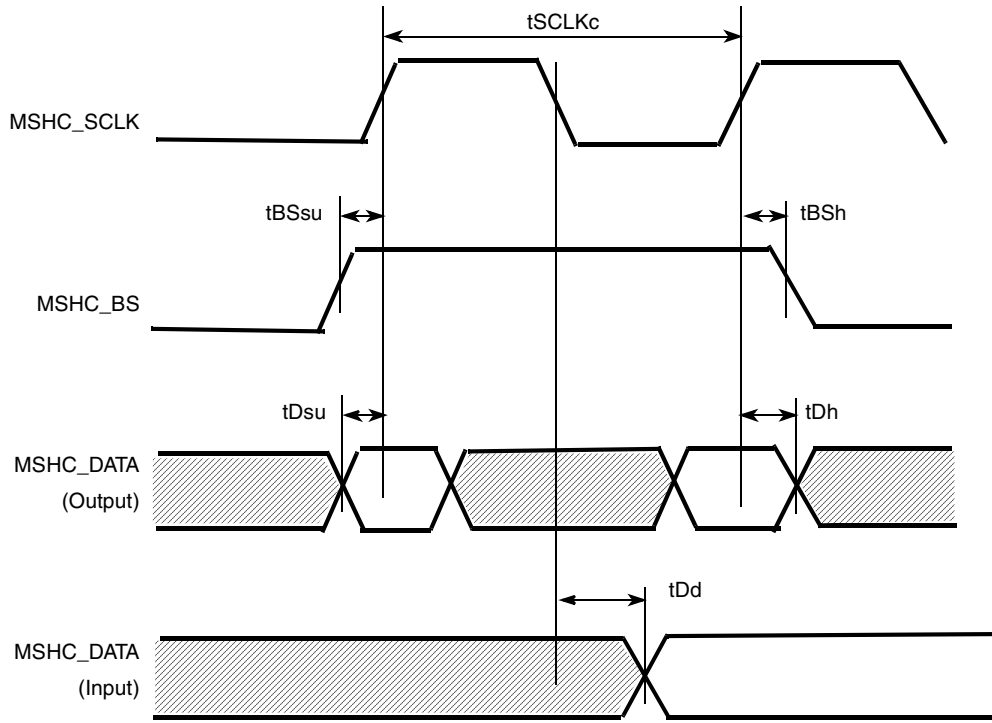 tSCLKc
MSHC_SCLK
tBSsu
tBSh
MSHC_BS
tDsu
tDh
MSHC_DATA
(Output)
tDd
MSHC_DATA
(Input)